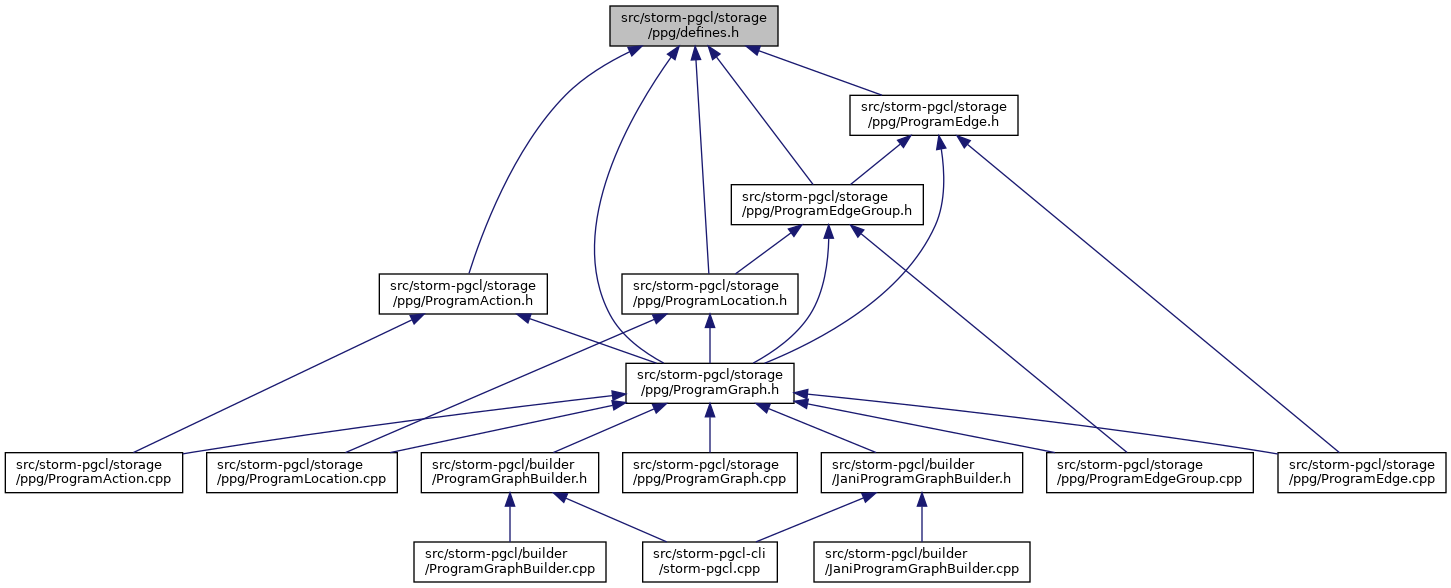 src/storm-pgcl/storage
/ppg/defines.h
src/storm-pgcl/storage
/ppg/ProgramEdge.h
src/storm-pgcl/storage
/ppg/ProgramEdgeGroup.h
src/storm-pgcl/storage
/ppg/ProgramAction.h
src/storm-pgcl/storage
/ppg/ProgramLocation.h
src/storm-pgcl/storage
/ppg/ProgramGraph.h
src/storm-pgcl/storage
/ppg/ProgramAction.cpp
src/storm-pgcl/storage
/ppg/ProgramLocation.cpp
src/storm-pgcl/builder
/ProgramGraphBuilder.h
src/storm-pgcl/storage
/ppg/ProgramGraph.cpp
src/storm-pgcl/builder
/JaniProgramGraphBuilder.h
src/storm-pgcl/storage
/ppg/ProgramEdgeGroup.cpp
src/storm-pgcl/storage
/ppg/ProgramEdge.cpp
src/storm-pgcl/builder
/ProgramGraphBuilder.cpp
src/storm-pgcl-cli
/storm-pgcl.cpp
src/storm-pgcl/builder
/JaniProgramGraphBuilder.cpp